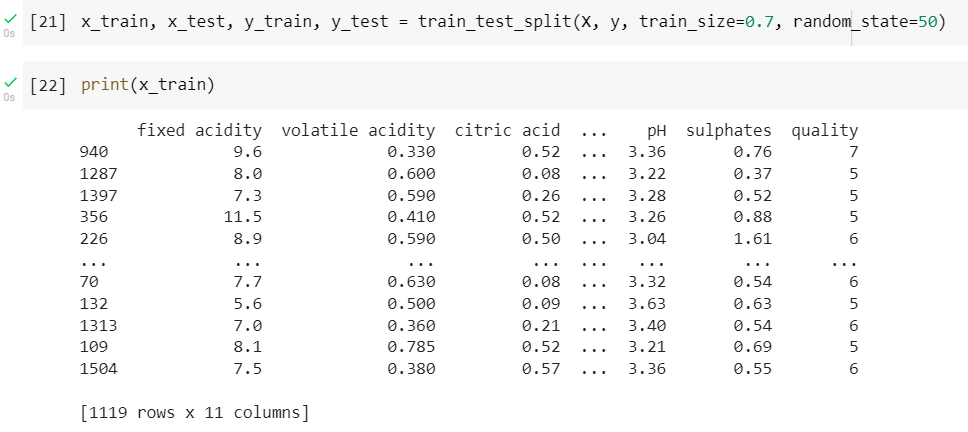 [21] x_train, x_test, y_train, y_test = train_test_split(X, y, train_size=0.7, random_state=50)
0s
[22] print(x_train)
0s
fixed acidity volatile acidity citric acid ... pH sulphates quality
940 9.6 0.330 0.52 ... 3.36 0.76 7
1287 8.0 0.600 0.08 ... 3.22 0.37 5
1397 7.3 0.590 0.26 ... 3.28 0.52 5
356 11.5 0.410 0.52 ... 3.26 0.88 5
226 8.9 0.590 0.50 ... 3.04 1.61 6
... ... ... ... ... ... ... ...
70 7.7 0.630 0.08 ... 3.32 0.54 6
132 5.6 0.500 0.09 ... 3.63 0.63 5
1313 7.0 0.360 0.21 ... 3.40 0.54 6
109 8.1 0.785 0.52 ... 3.21 0.69 5
1504 7.5 0.380 0.57 ... 3.36 0.55 6
[1119 rows x 11 columns]